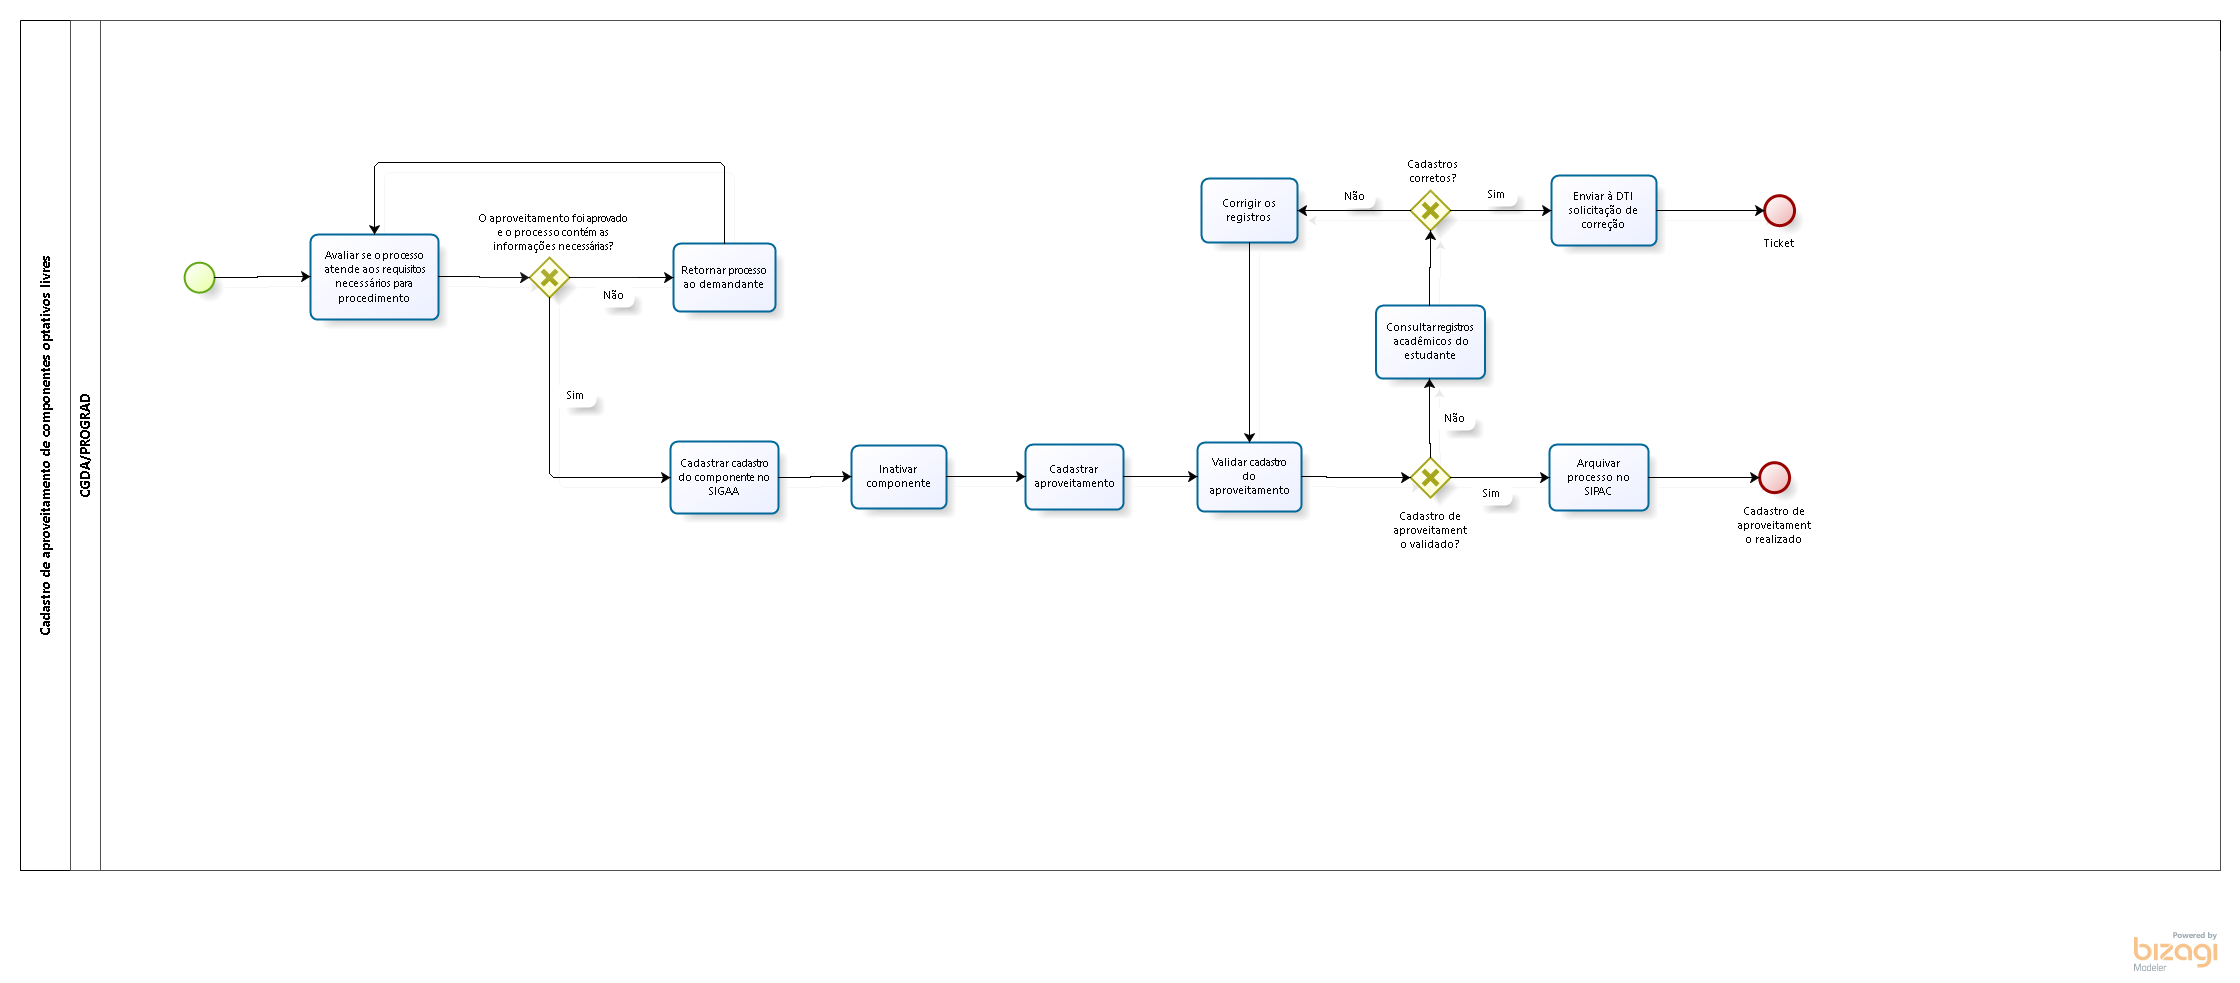 Cadastro de aproveitamento de componentes optativos livres
CGDA/PROGRAD
Avaliar se o processo
atende aos requisitos
necessários para
procedimento
O aproveitamento foi aprovado
e o processo contém as
informações necessárias?
Não
Retornar processo
ao demandante
Sim
Cadastrar cadastro
do componente no
SIGAA
Inativar
componente
Cadastrar
aproveitamento
Validar cadastro
do
aproveitamento
Cadastro de
aproveitament
o validado?
Sim
Arquivar
processo no
SIPAC
Cadastro de
aproveitament
o realizado
Não
Consultar registros
acadêmicos do
estudante
Cadastros
corretos?
Não
Corrigir os
registros
Sim
Enviar à DTI
solicitação de
correção
Ticket
Powered by
bizagi
Modeler